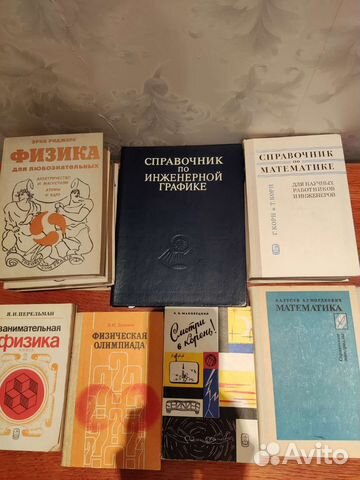 ЭРИК РОДЖЕРС
ФИЗИКА
ДЛЯ ЛЮБОЗНАТЕЛЬНЫХ
ЭЛЕКТРИЧЕСТВО И МАГНЕТИЗМ
АТОМЫ И ЯДРА
СПРАВОЧНИК
ПО
ИНЖЕНЕРНОЙ
ГРАФИКЕ
СПРАВОЧНИК
ПО
МАТЕМАТИКЕ
ДЛЯ НАУЧНЫХ
РАБОТНИКОВ
И ИНЖЕНЕРОВ
Г. КОРН и Т. КОРН
Я.И. ПЕРЕЛЬМАН
занимательная
физика
ФИЗИЧЕСКАЯ
ОЛИМПИАДА
П. В. МАКОВЕЦКИЙ
Смотри
в корень!
МАТЕМАТИКА
Avito